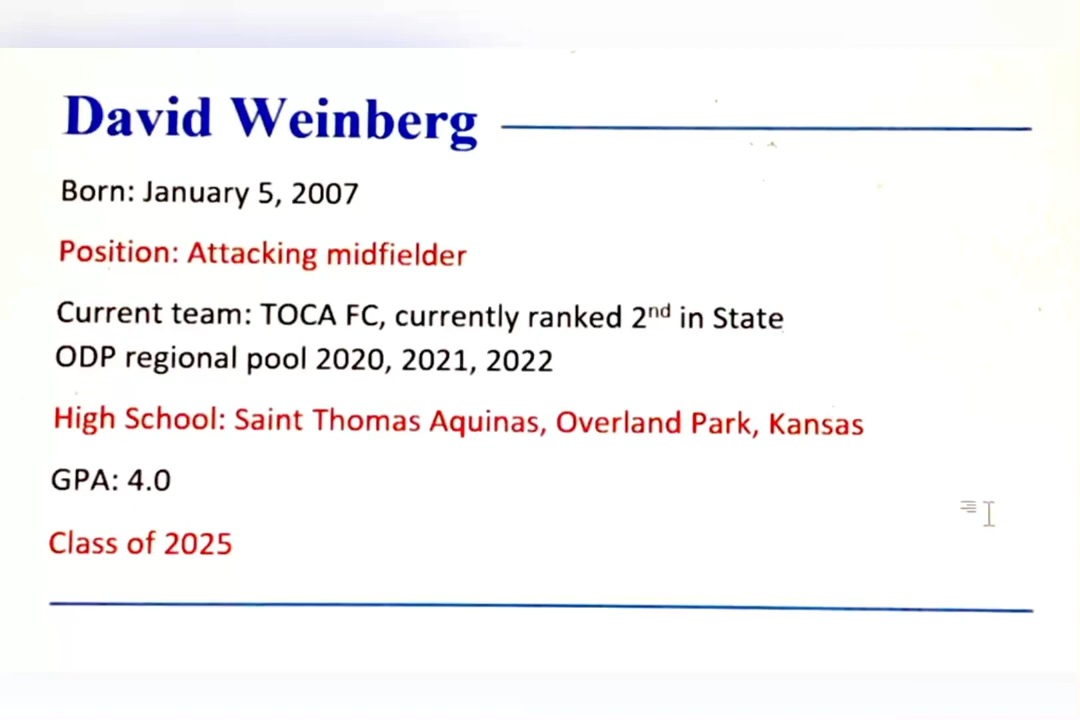 David Weinberg
Born: January 5, 2007
Position: Attacking midfielder
Current team: TOCA FC, currently ranked 2nd in State
ODP regional pool 2020, 2021, 2022
High School: Saint Thomas Aquinas, Overland Park, Kansas
GPA: 4.0
Class of 2025